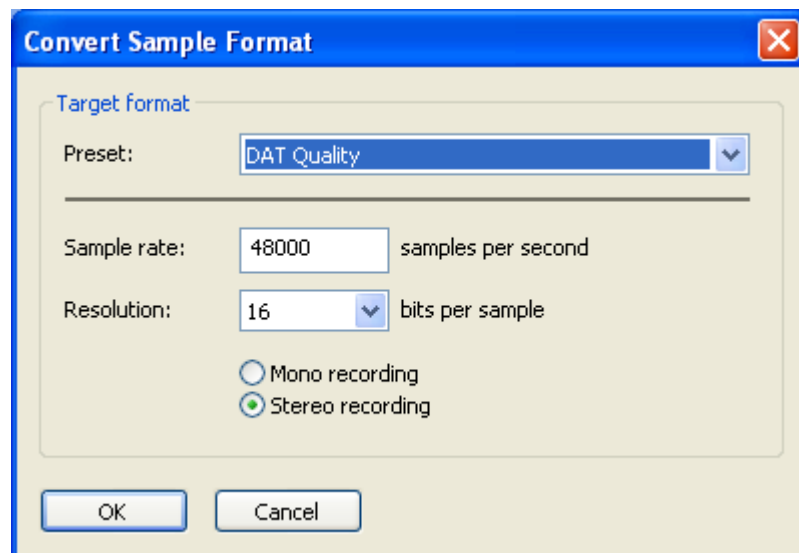 Convert Sample Format
Target format
Preset: DAT Quality
Sample rate: 48000 samples per second
Resolution: 16 bits per sample
Mono recording
Stereo recording
OK Cancel